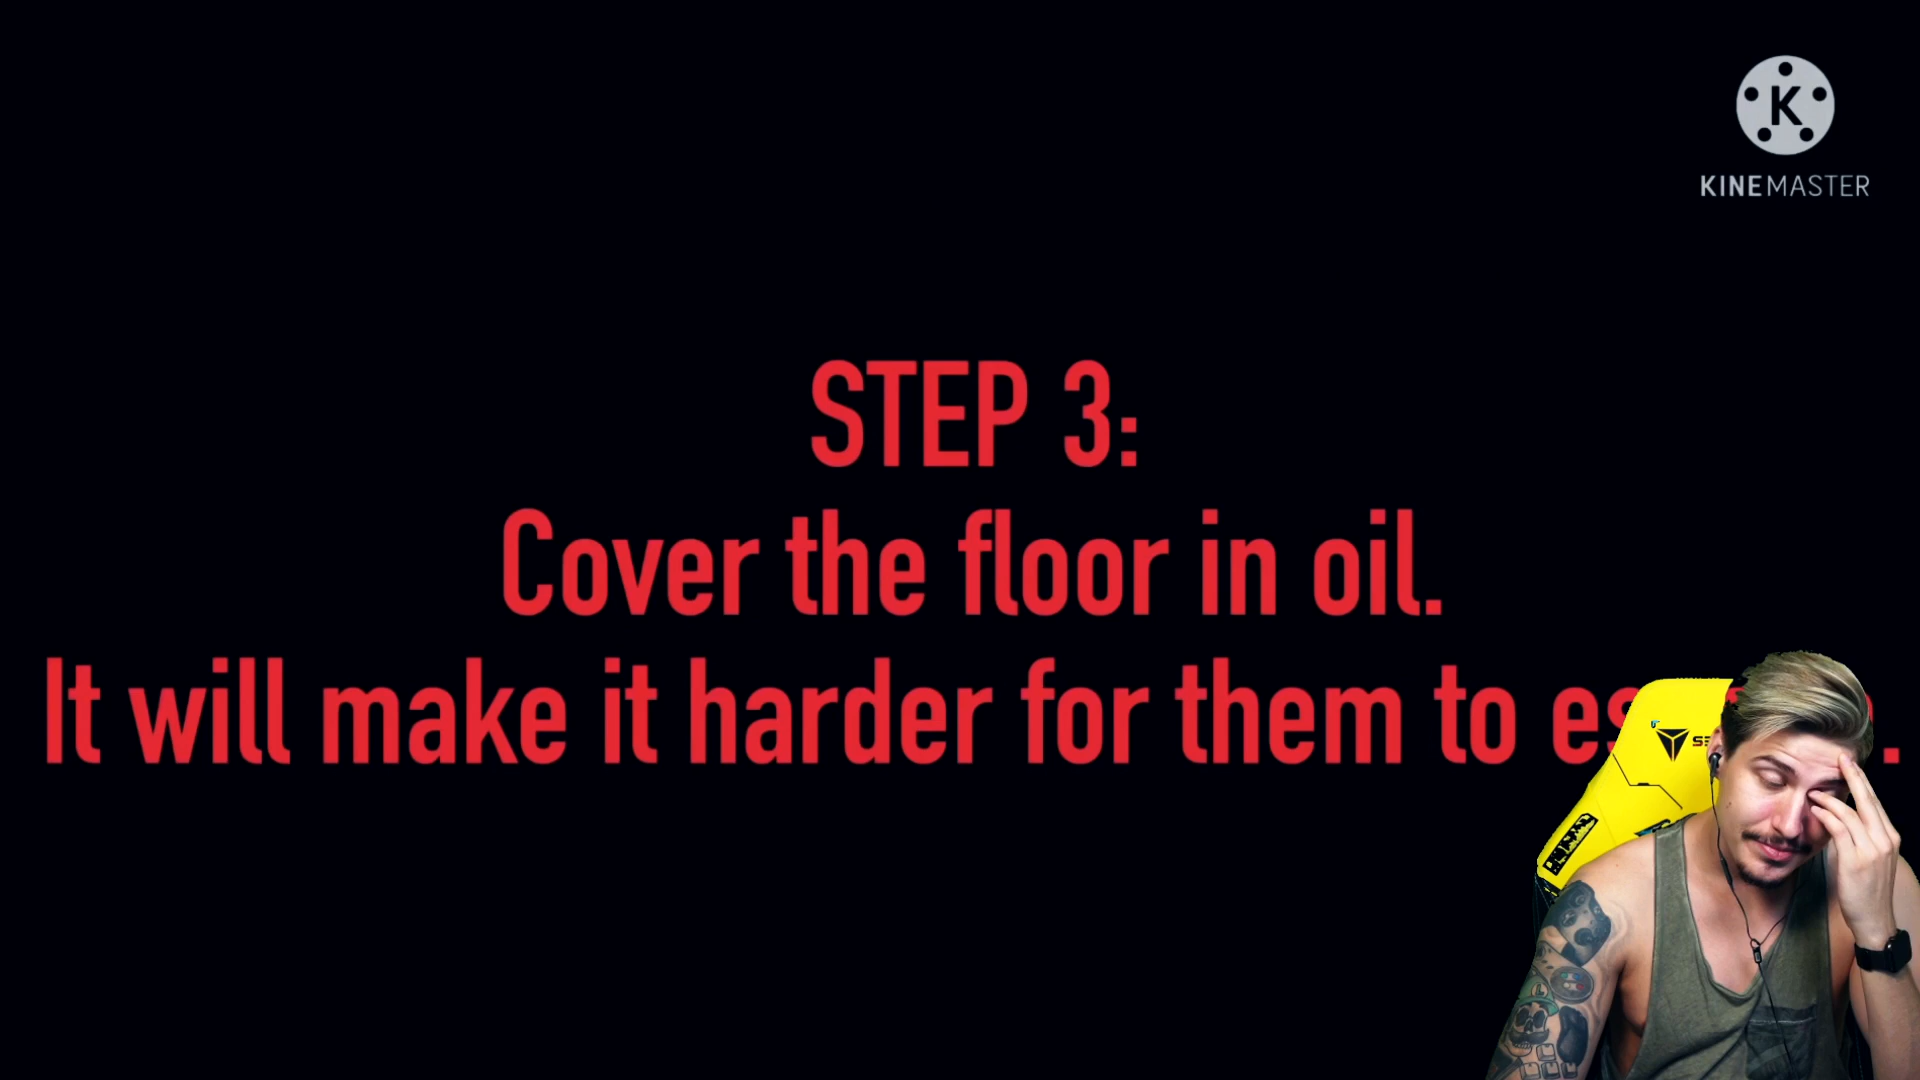 K
KINEMASTER
STEP 3:
Cover the floor in oil.
It will make it harder for them to